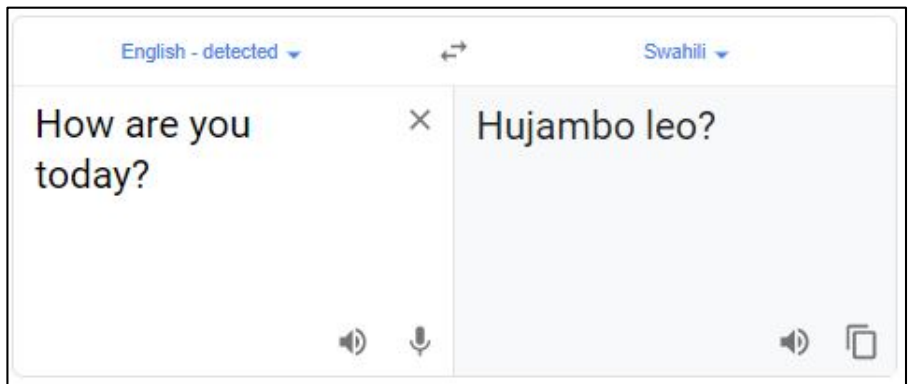 English - detected
Swahili
How are you
today?
Hujambo leo?